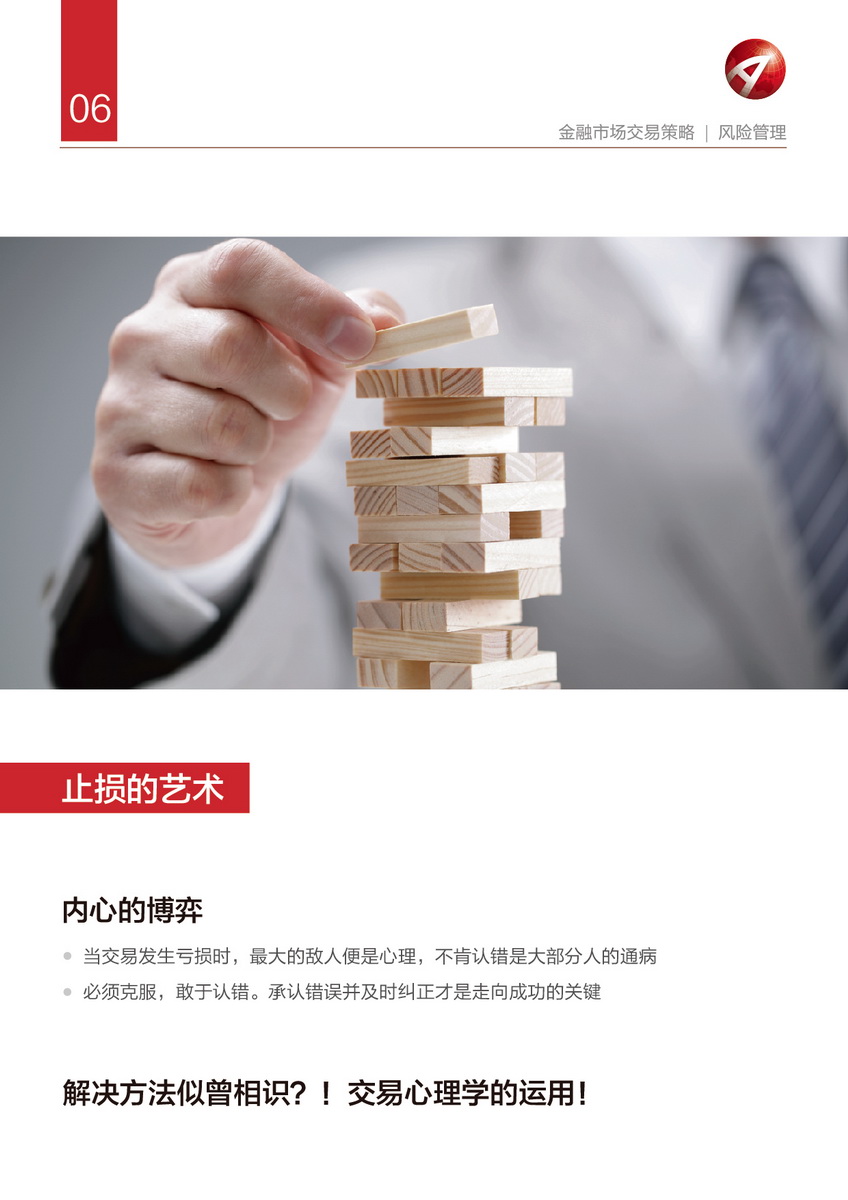 06
金融市场交易策略 | 风险管理
止损的艺术
内心的博弈
当交易发生亏损时，最大的敌人便是心理，不肯认错是大部分人的通病
必须克服，敢于认错。承认错误并及时纠正才是走向成功的关键
解决方法似曾相识？！交易心理学的运用！